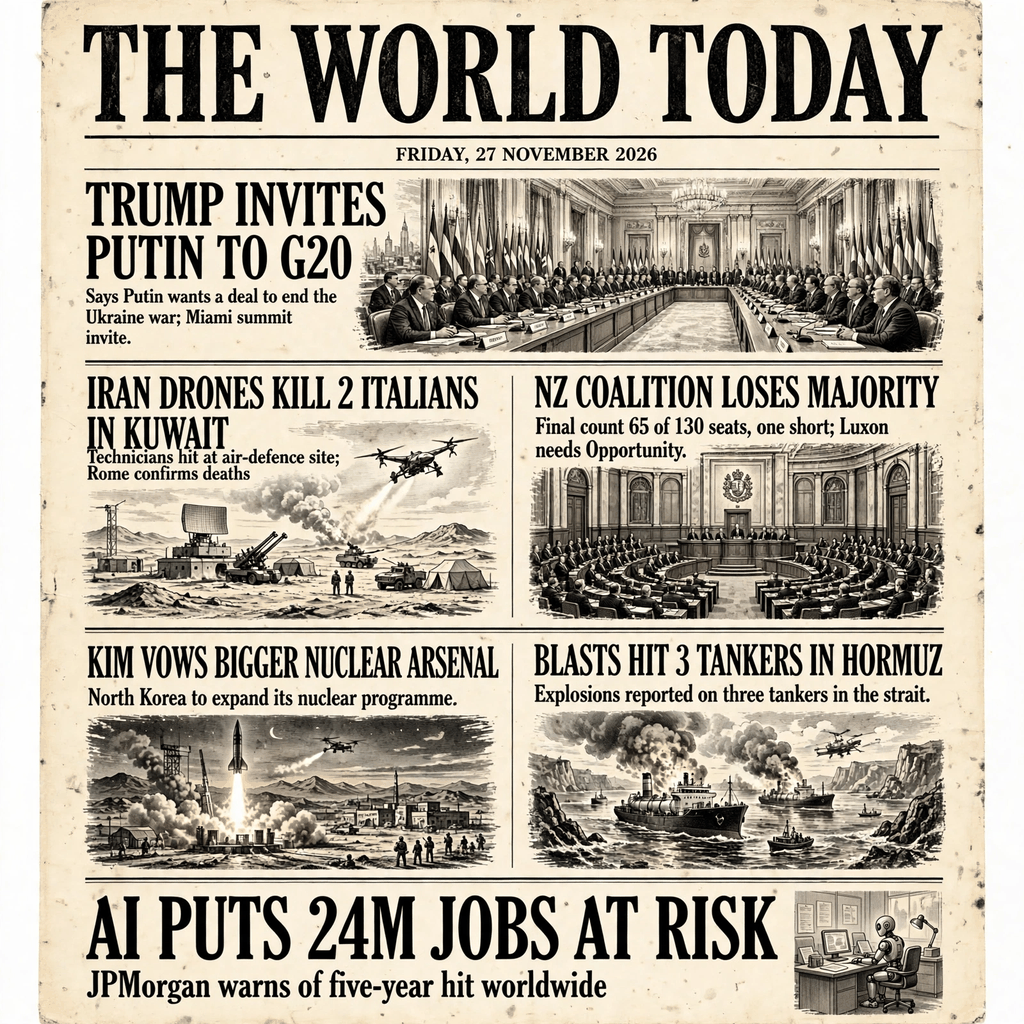 THE WORLD TODAY
FRIDAY, 27 NOVEMBER 2026
TRUMP INVITES
PUTIN TO G20
Says Putin wants a deal to end the
Ukraine war; Miami summit
invite.
IRAN DRONES KILL 2 ITALIANS
IN KUWAIT
Technicians hit at air-defence site;
Rome confirms deaths
NZ COALITION LOSES MAJORITY
Final count 65 of 130 seats, one short; Luxon
needs Opportunity.
KIM VOWS BIGGER NUCLEAR ARSENAL
North Korea to expand its nuclear programme.
BLASTS HIT 3 TANKERS IN HORMUZ
Explosions reported on three tankers in the strait.
AI PUTS 24M JOBS AT RISK
JPMorgan warns of five-year hit worldwide